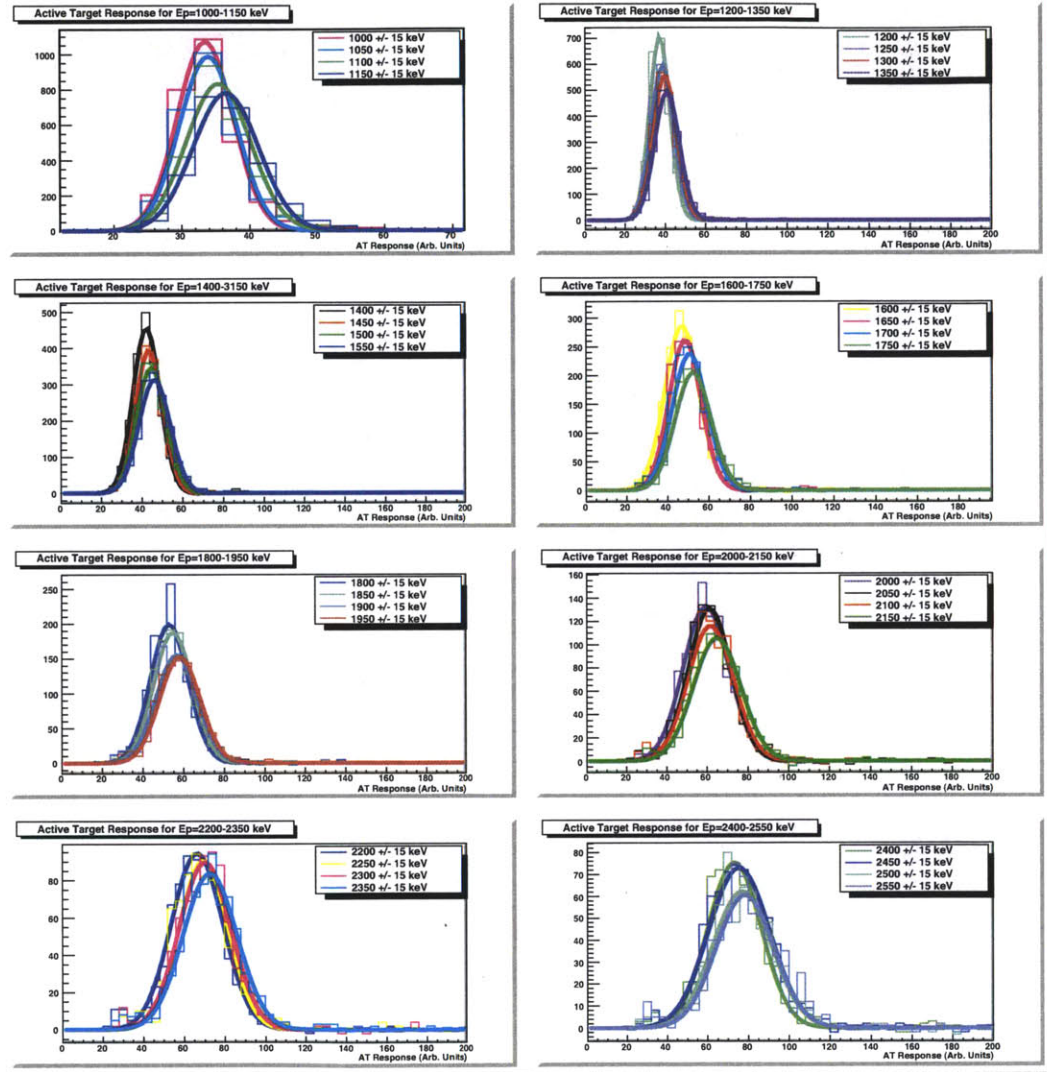 Active Target Response for Ep=1000-1150 keV
1000 +/- 15 keV
1050 +/- 15 keV
1100 +/- 15 keV
1150 +/- 15 keV
1000
800
600
400
200
0
20
30
40
50
60
70
AT Response (Arb. Units)
Active Target Response for Ep=1200-1350 keV
1200 +/- 15 keV
1250 +/- 15 keV
1300 +/- 15 keV
1350 +/- 15 keV
700
600
500
400
300
200
100
0
0
20
40
60
80
100
120
140
160
180
200
AT Response (Arb. Units)
Active Target Response for Ep=1400-3150 keV
1400 +/- 15 keV
1450 +/- 15 keV
1500 +/- 15 keV
1550 +/- 15 keV
500
400
300
200
100
0
0
20
40
60
80
100
120
140
160
180
200
AT Response (Arb. Units)
Active Target Response for Ep=1600-1750 keV
1600 +/- 15 keV
1650 +/- 15 keV
1700 +/- 15 keV
1750 +/- 15 keV
300
250
200
150
100
50
0
0
20
40
60
80
100
120
140
160
180
AT Response (Arb. Units)
Active Target Response for Ep=1800-1950 keV
1800 +/- 15 keV
1850 +/- 15 keV
1900 +/- 15 keV
1950 +/- 15 keV
250
200
150
100
50
0
0
20
40
60
80
100
120
140
160
180
200
AT Response (Arb. Units)
Active Target Response for Ep=2000-2150 keV
2000 +/- 15 keV
2050 +/- 15 keV
2100 +/- 15 keV
2150 +/- 15 keV
160
140
120
100
80
60
40
20
0
0
20
40
60
80
100
120
140
160
180
200
AT Response (Arb. Units)
Active Target Response for Ep=2200-2350 keV
2200 +/- 15 keV
2250 +/- 15 keV
2300 +/- 15 keV
2350 +/- 15 keV
80
60
40
20
0
0
20
40
60
80
100
120
140
160
180
200
AT Response (Arb. Units)
Active Target Response for Ep=2400-2550 keV
2400 +/- 15 keV
2450 +/- 15 keV
2500 +/- 15 keV
2550 +/- 15 keV
80
70
60
50
40
30
20
10
0
0
20
40
60
80
100
120
140
160
180
200
AT Response (Arb. Units)